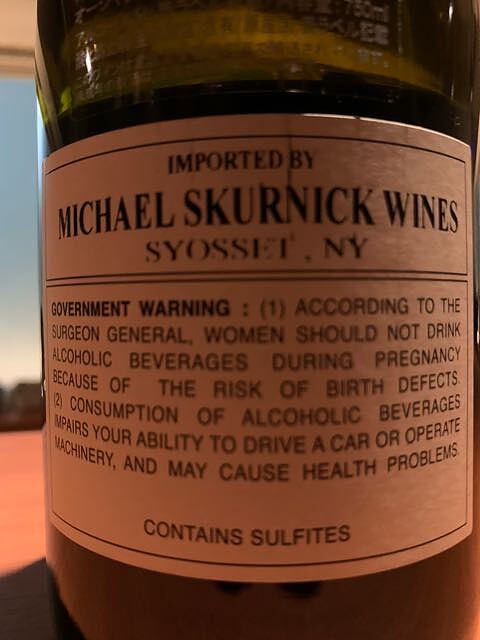 750ml
IMPORTED BY
MICHAEL SKURNICK WINES
SYOSSET , NY
GOVERNMENT WARNING : (1) ACCORDING TO THE
SURGEON GENERAL, WOMEN SHOULD NOT DRINK
ALCOHOLIC BEVERAGES DURING PREGNANCY
BECAUSE OF THE RISK OF BIRTH DEFECTS.
(2) CONSUMPTION OF ALCOHOLIC BEVERAGES
IMPAIRS YOUR ABILITY TO DRIVE A CAR OR OPERATE
MACHINERY, AND MAY CAUSE HEALTH PROBLEMS.
CONTAINS SULFITES